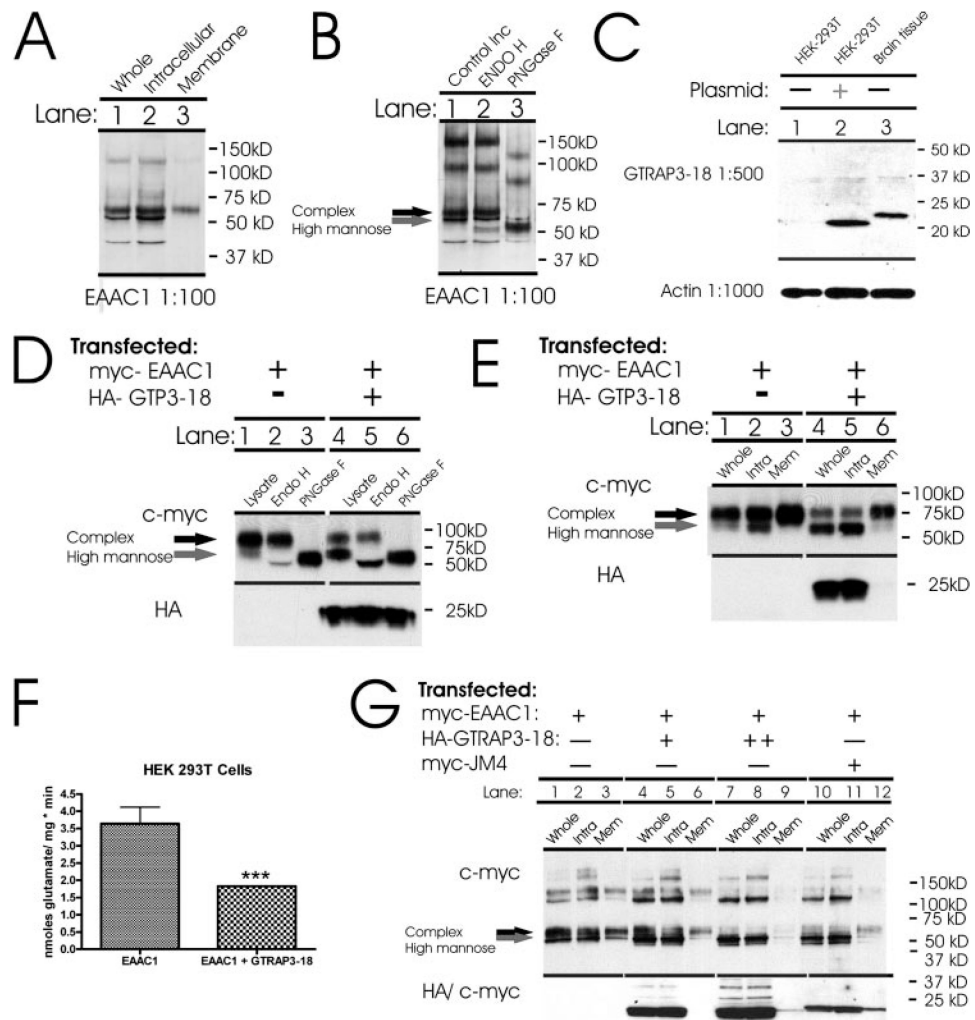 A
Whole
Intracellular
Membrane
Lane: 1 2 3
150kD
100kD
75 kD
50 kD
37 kD
EAAC1 1:100
B
Control Inc
ENDO H
PNGase F
Lane: 1 2 3
150kD
100kD
75 kD
50 kD
37 kD
Complex
High mannose
EAAC1 1:100
C
HEK-293T
HEK-293T
Brain tissue
Plasmid: − + −
Lane: 1 2 3
50 kD
37 kD
25 kD
20 kD
GTRAP3-18 1:500
Actin 1:1000
D
Transfected:
myc- EAAC1 + +
HA- GTP3-18 - +
Lane: 1 2 3 4 5 6
Lysate
Endo H
PNGase F
Lysate
Endo H
PNGase F
c-myc
Complex
High mannose
100kD
75kD
50kD
HA
25kD
E
Transfected:
myc- EAAC1 + +
HA- GTP3-18 - +
Lane: 1 2 3 4 5 6
Whole
Intra
Mem
Whole
Intra
Mem
c-myc
Complex
High mannose
100kD
75kD
50kD
HA
25kD
F
HEK 293T Cells
nmoles glutamate/ mg * min
4.5
4.0
3.5
3.0
2.5
2.0
1.5
1.0
0.5
0.0
***
EAAC1
EAAC1 + GTRAP3-18
G
Transfected:
myc-EAAC1: + + + +
HA-GTRAP3-18: — + ++ —
myc-JM4 — — — +
Lane: 1 2 3 4 5 6 7 8 9 10 11 12
Whole
Intra
Mem
Whole
Intra
Mem
Whole
Intra
Mem
Whole
Intra
Mem
c-myc
Complex
High mannose
150kD
100kD
75 kD
50 kD
37 kD
HA/ c-myc
37 kD
25kD
20kD